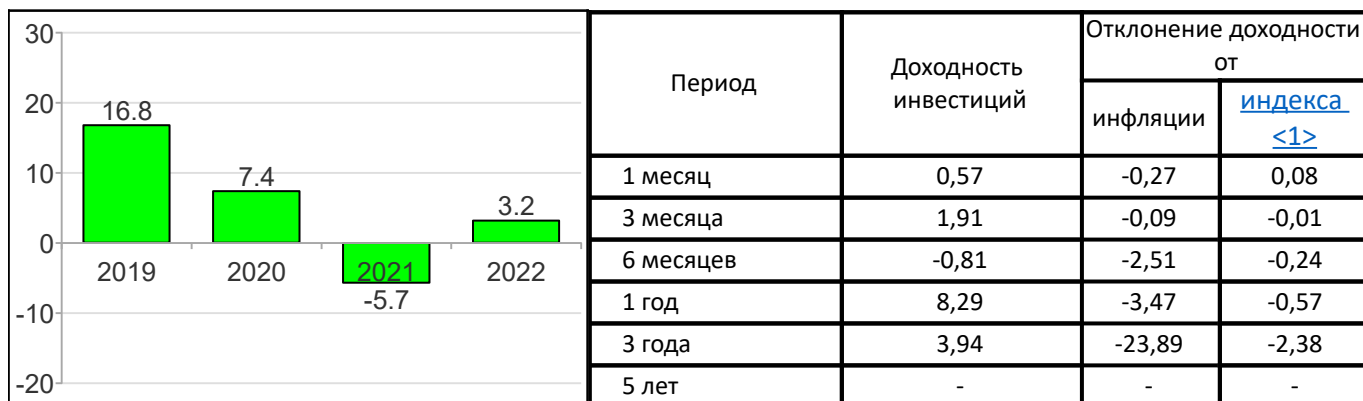 30
20
10
0
-10
-20
16.8
7.4
-5.7
3.2
2019
2020
2021
2022
Период
Доходность
инвестиций
Отклонение доходности
от
инфляции
индекса
<1>
1 месяц 0,57 -0,27 0,08
3 месяца 1,91 -0,09 -0,01
6 месяцев -0,81 -2,51 -0,24
1 год 8,29 -3,47 -0,57
3 года 3,94 -23,89 -2,38
5 лет - - -